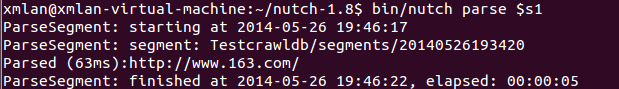 xmlan@xmlan-virtual-machine:~/nutch-1.8$ bin/nutch parse $s1
ParseSegment: starting at 2014-05-26 19:46:17
ParseSegment: segment: Testcrawldb/segments/20140526193420
Parsed (63ms):http://www.163.com/
ParseSegment: finished at 2014-05-26 19:46:22, elapsed: 00:00:05